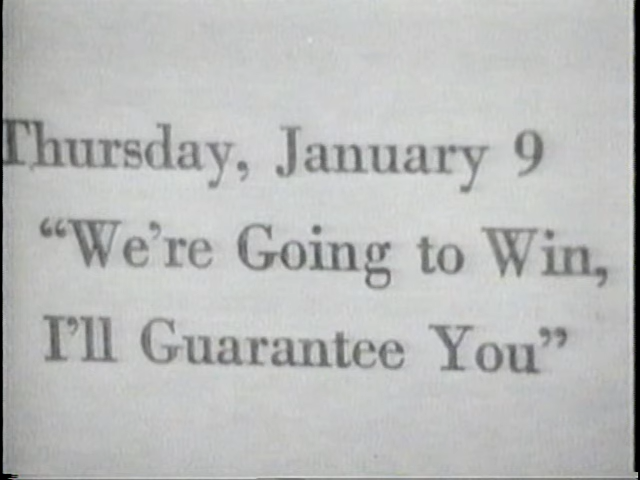 Thursday, January 9
“We’re Going to Win,
I’ll Guarantee You”